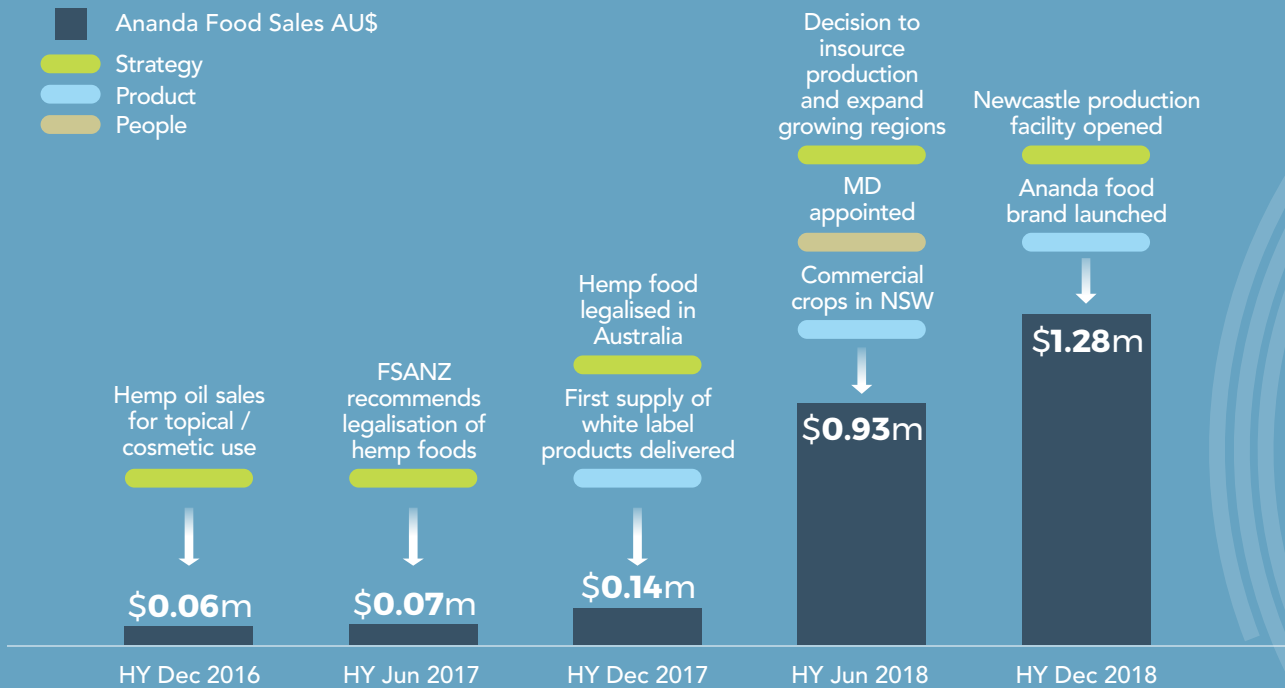 Ananda Food Sales AU$
Strategy
Product
People
Hemp oil sales
for topical /
cosmetic use
$0.06m
HY Dec 2016
FSANZ
recommends
legalisation of
hemp foods
$0.07m
HY Jun 2017
Hemp food
legalised in
Australia
First supply of
white label
products delivered
$0.14m
HY Dec 2017
Decision to
insource
production
and expand
growing regions
MD
appointed
Commercial
crops in NSW
$0.93m
HY Jun 2018
Newcastle production
facility opened
Ananda food
brand launched
$1.28m
HY Dec 2018